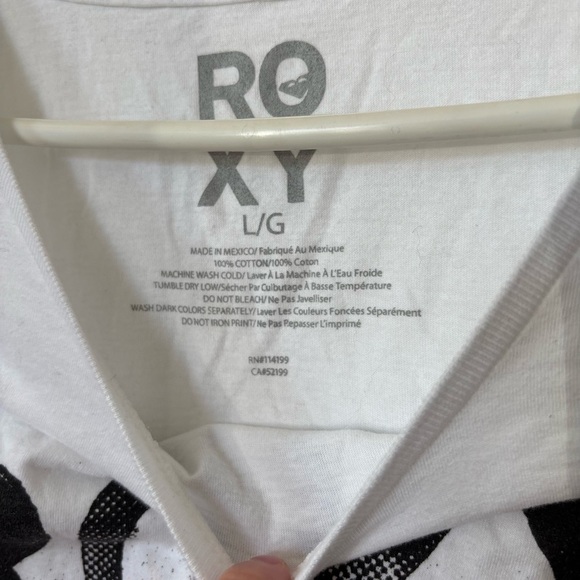 RO
XY
L/G
MADE IN MEXICO/ Fabriqué Au Mexique
100% COTTON/100% Coton
MACHINE WASH COLD/ Laver À La Machine À L'Eau Froide
TUMBLE DRY LOW/Sécher Par Culbutage À Basse Température
DO NOT BLEACH/ Ne Pas Javelliser
WASH DARK COLORS SEPARATELY/Laver Les Couleurs Foncées Séparément
DO NOT IRON PRINT/ Ne Pas Repasser L'imprimé
RN#114199
CA#52199